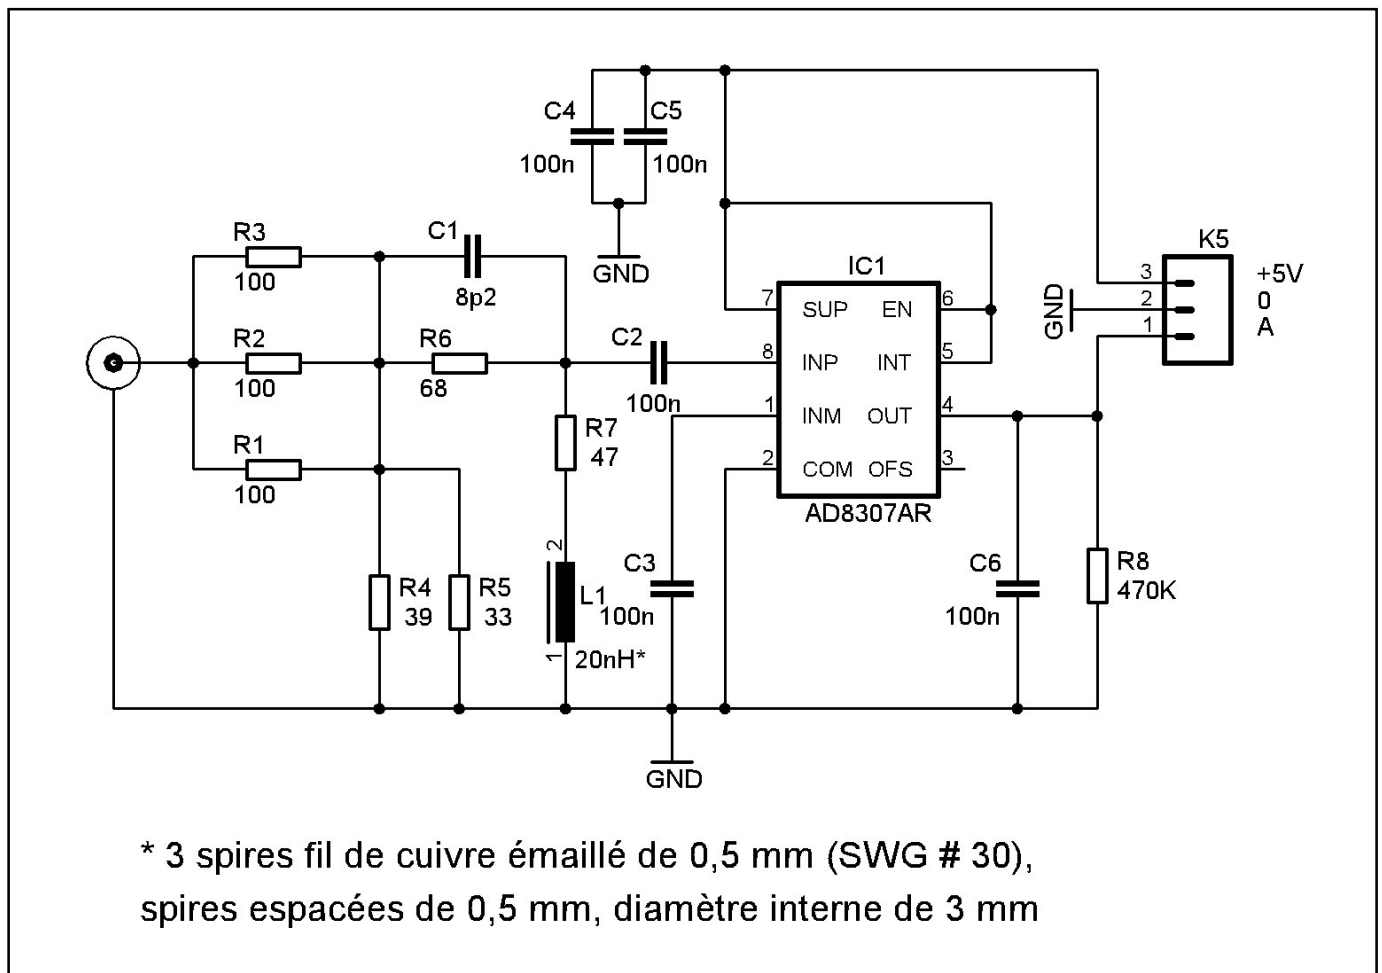 C4
C5
100n
100n
R3
C1
K5
GND
IC1
100
8p2
3
+5V
7
SUP
EN
6
GND
2
0
R2
R6
C2
1
A
8
INP
INT
5
100
68
100n
1
INM
OUT
4
R7
R1
47
2
COM
OFS
3
100
AD8307AR
2
C3
C6
R8
R4
R5
L1
470K
39
33
100n
100n
1
20nH*
GND
* 3 spires fil de cuivre émaillé de 0,5 mm (SWG # 30),
spires espacées de 0,5 mm, diamètre interne de 3 mm